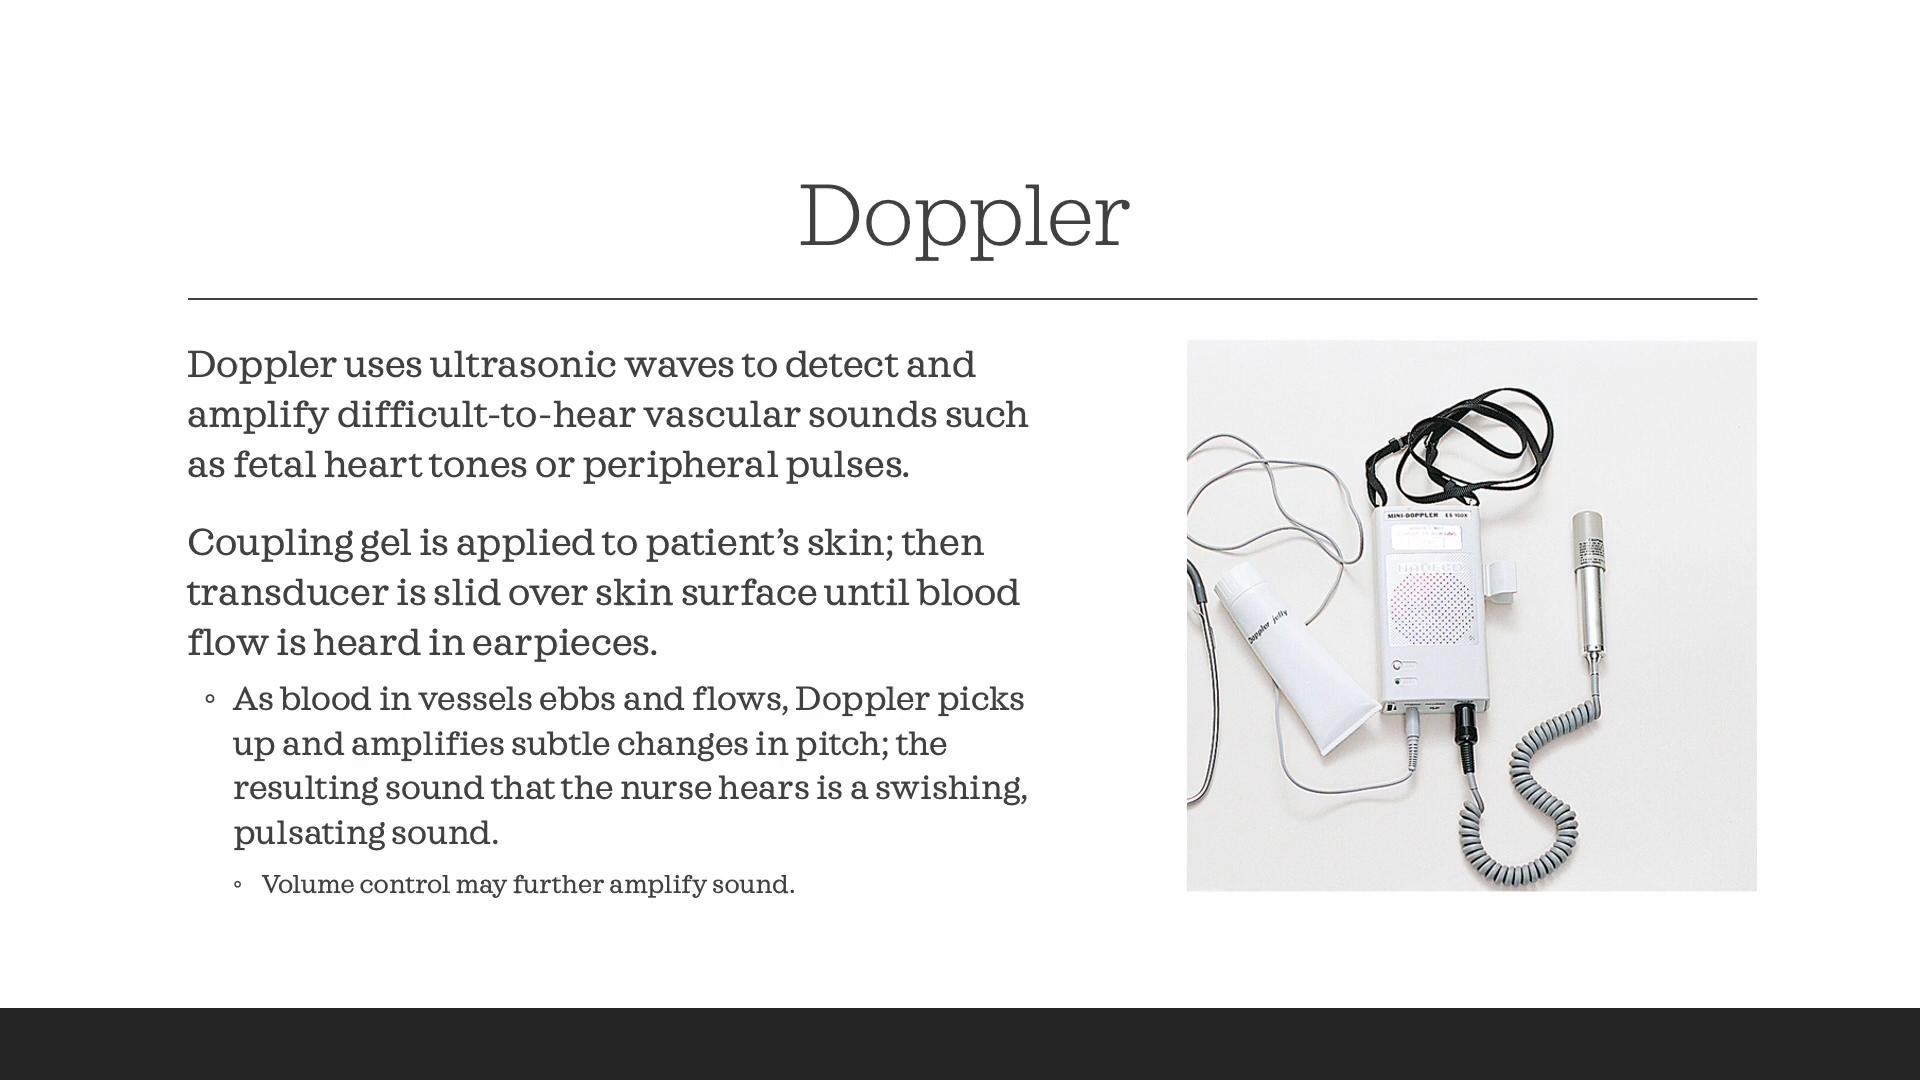 Doppler
Doppler uses ultrasonic waves to detect and
amplify difficult-to-hear vascular sounds such
as fetal heart tones or peripheral pulses.
Coupling gel is applied to patient’s skin; then
transducer is slid over skin surface until blood
flow is heard in earpieces.
◦ As blood in vessels ebbs and flows, Doppler picks
up and amplifies subtle changes in pitch; the
resulting sound that the nurse hears is a swishing,
pulsating sound.
◦ Volume control may further amplify sound.
MINI-DOPPLER ES-100X
HADECO
Doppler jelly